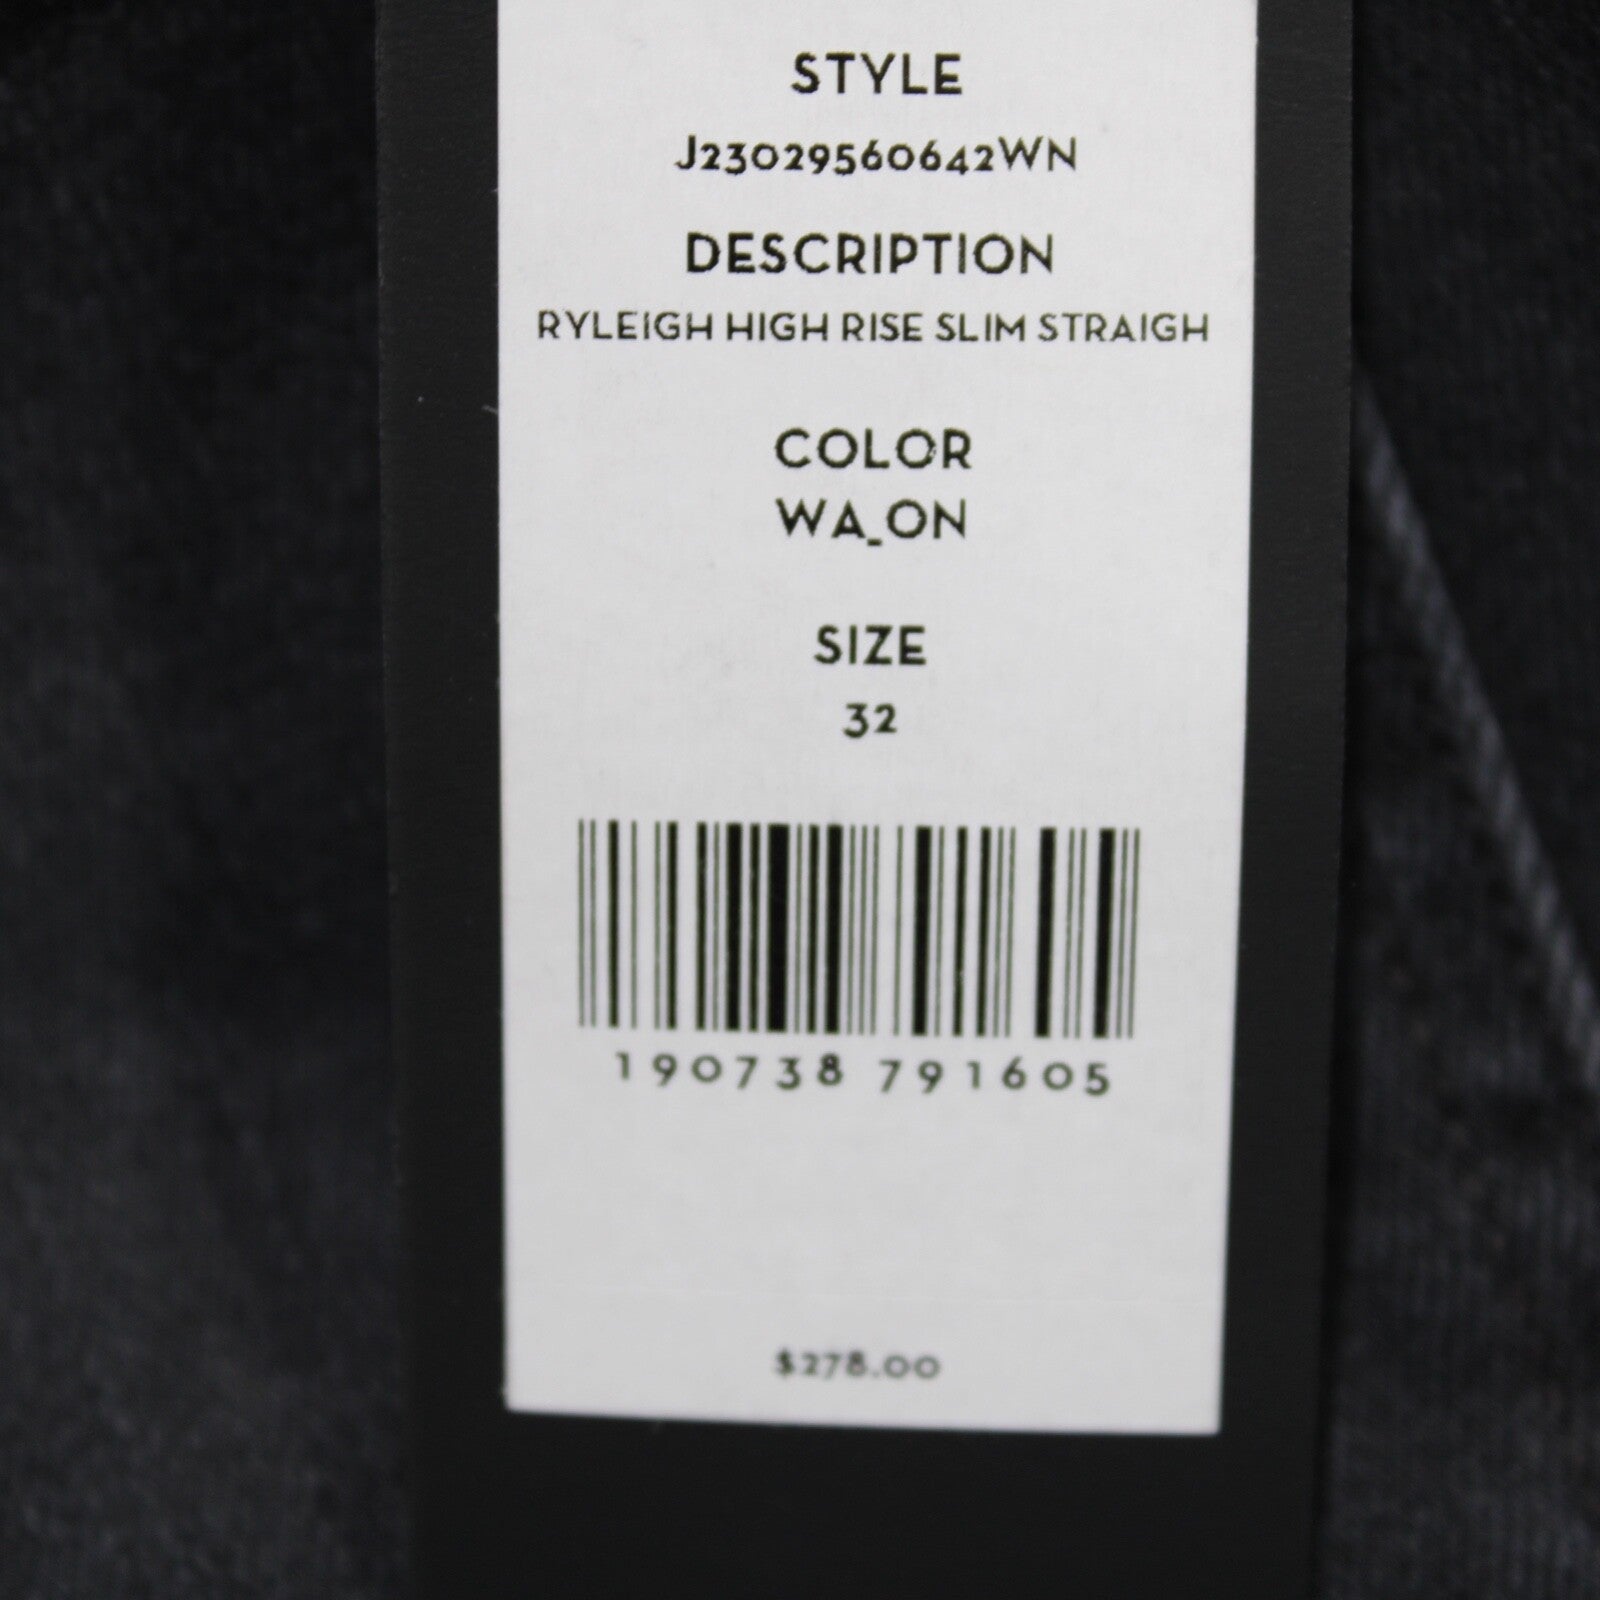 STYLE
J23029560642WN
DESCRIPTION
RYLEIGH HIGH RISE SLIM STRAIGH
COLOR
WA_ON
SIZE
32
190738 791605
$278.00